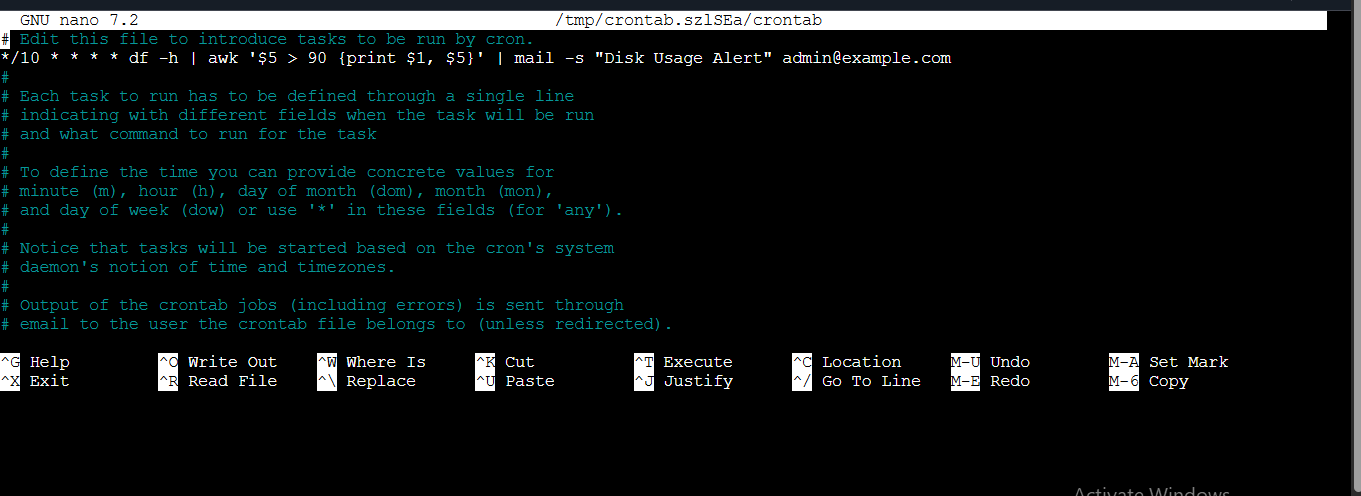 GNU nano 7.2 /tmp/crontab.szlSEa/crontab
# Edit this file to introduce tasks to be run by cron.
*/10 * * * * df -h | awk '$5 > 90 {print $1, $5}' | mail -s "Disk Usage Alert" admin@example.com
#
# Each task to run has to be defined through a single line
# indicating with different fields when the task will be run
# and what command to run for the task
#
# To define the time you can provide concrete values for
# minute (m), hour (h), day of month (dom), month (mon),
# and day of week (dow) or use '*' in these fields (for 'any').
#
# Notice that tasks will be started based on the cron's system
# daemon's notion of time and timezones.
#
# Output of the crontab jobs (including errors) is sent through
# email to the user the crontab file belongs to (unless redirected).
^G Help ^O Write Out ^W Where Is ^K Cut ^T Execute ^C Location M-U Undo M-A Set Mark
^X Exit ^R Read File ^\ Replace ^U Paste ^J Justify ^/ Go To Line M-E Redo M-6 Copy
Activate Windows